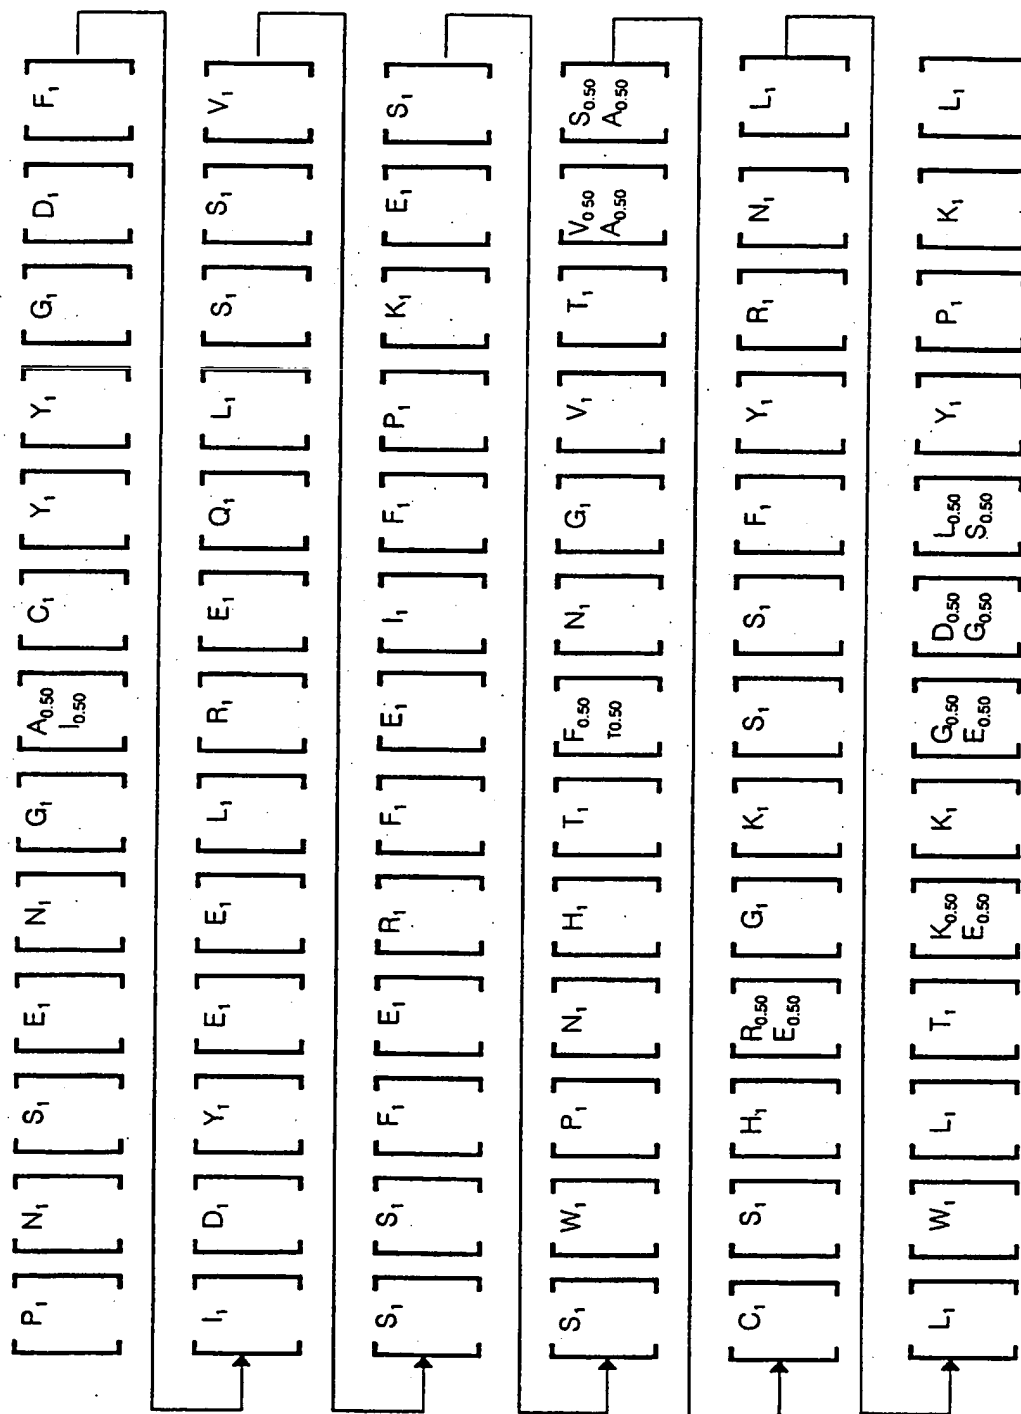 [P₁] [N₁] [S₁] [E₁] [N₁] [G₁] [A₀.₅₀ I₀.₅₀] [C₁] [Y₁] [Y₁] [G₁] [D₁] [F₁]
[I₁] [D₁] [Y₁] [E₁] [E₁] [L₁] [R₁] [E₁] [Q₁] [L₁] [S₁] [S₁] [V₁]
[S₁] [S₁] [F₁] [E₁] [R₁] [F₁] [E₁] [I₁] [F₁] [P₁] [K₁] [E₁] [S₁]
[S₁] [W₁] [P₁] [N₁] [H₁] [T₁] [F₀.₅₀ T₀.₅₀] [N₁] [G₁] [V₁] [T₁] [V₀.₅₀ A₀.₅₀] [S₀.₅₀ A₀.₅₀]
[C₁] [S₁] [H₁] [R₀.₅₀ E₀.₅₀] [G₁] [K₁] [S₁] [S₁] [F₁] [Y₁] [R₁] [N₁] [L₁]
[L₁] [W₁] [L₁] [T₁] [K₀.₅₀ E₀.₅₀] [K₁] [G₀.₅₀ E₀.₅₀] [D₀.₅₀ G₀.₅₀] [L₀.₅₀ S₀.₅₀] [Y₁] [P₁] [K₁] [L₁]